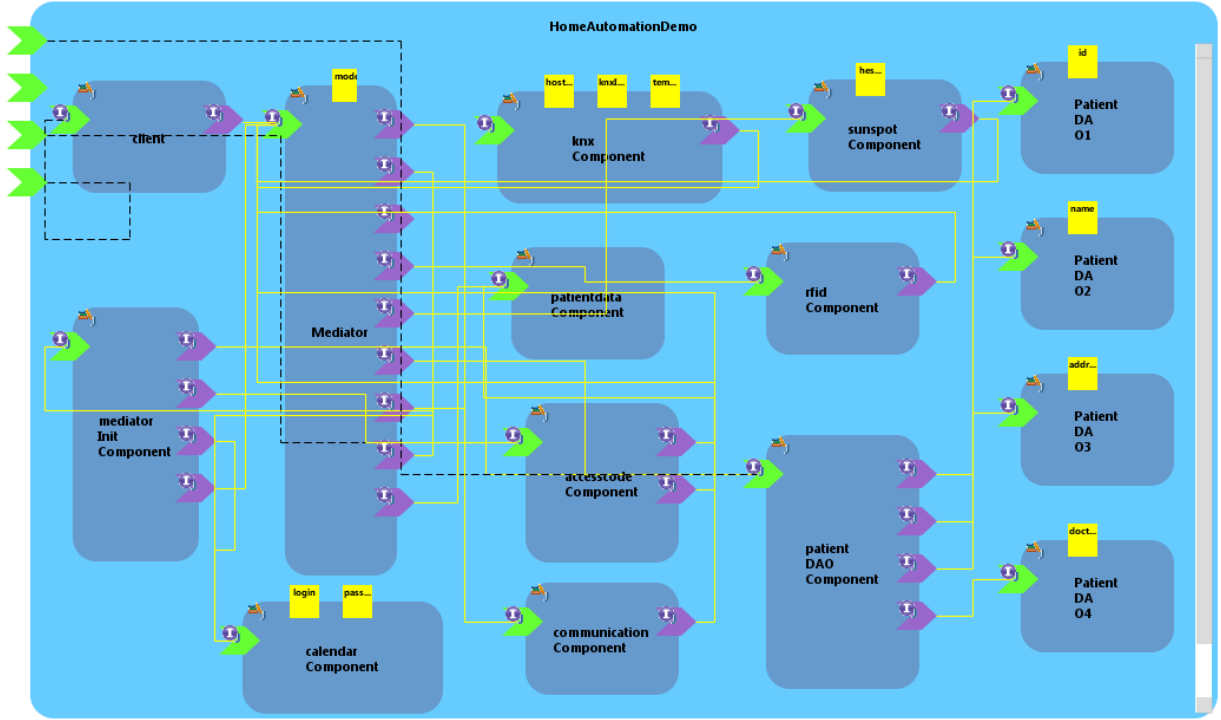 HomeAutomationDemo
id
mode
host...
knxl...
tem...
hes...
client
knx
Component
sunspot
Component
Patient
DA
O1
name
patientdata
Component
rfid
Component
Patient
DA
O2
Mediator
addr...
mediator
Init
Component
accesscode
Component
Patient
DA
O3
doct...
login
pass...
patient
DAO
Component
Patient
DA
O4
calendar
Component
communication
Component